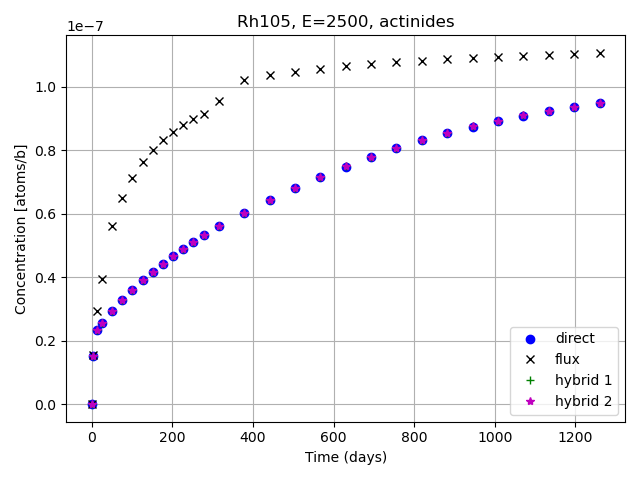 Rh105, E=2500, actinides
1e−7
1.0
0.8
0.6
0.4
0.2
0.0
Concentration [atoms/b]
direct
flux
hybrid 1
hybrid 2
0 200 400 600 800 1000 1200
Time (days)